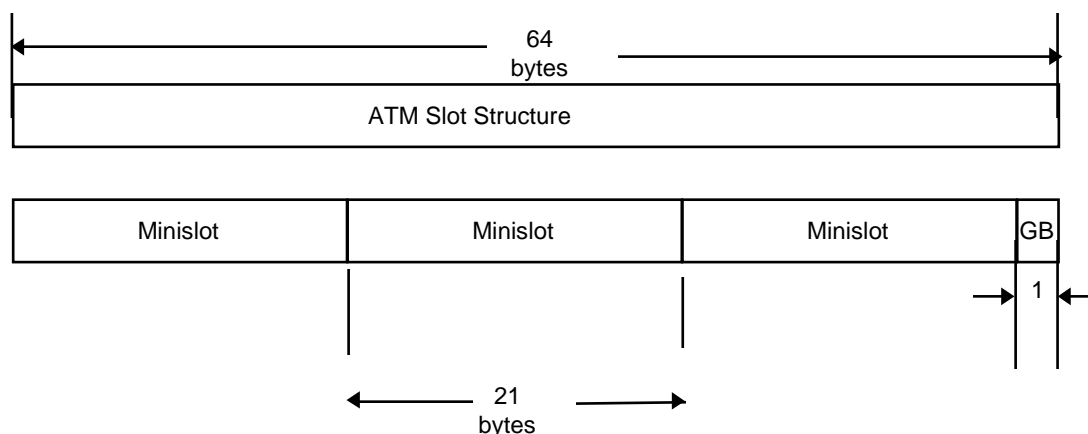 64
bytes
ATM Slot Structure
Minislot Minislot Minislot GB
1
21
bytes